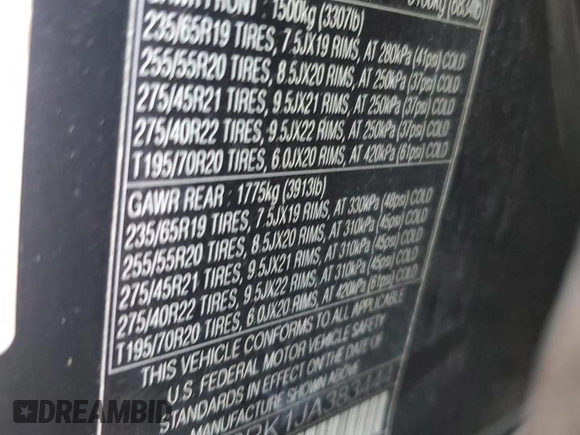 GAWR FRONT : 1500kg (3307lb)
235/65R19 TIRES, 7.5JX19 RIMS, AT 280kPa (41psi) COLD
255/55R20 TIRES, 8.5JX20 RIMS, AT 250kPa (37psi) COLD
275/45R21 TIRES, 9.5JX21 RIMS, AT 250kPa (37psi) COLD
275/40R22 TIRES, 9.5JX22 RIMS, AT 250kPa (37psi) COLD
T195/70R20 TIRES, 6.0JX20 RIMS, AT 420kPa (61psi) COLD
GAWR REAR : 1775kg (3913lb)
235/65R19 TIRES, 7.5JX19 RIMS, AT 330kPa (48psi) COLD
255/55R20 TIRES, 8.5JX20 RIMS, AT 310kPa (45psi) COLD
275/45R21 TIRES, 9.5JX21 RIMS, AT 310kPa (45psi) COLD
275/40R22 TIRES, 9.5JX22 RIMS, AT 310kPa (45psi) COLD
T195/70R20 TIRES, 6.0JX20 RIMS, AT 420kPa (61psi) COLD
THIS VEHICLE CONFORMS TO ALL APPLICABLE
U.S. FEDERAL MOTOR VEHICLE SAFETY
STANDARDS IN EFFECT ON THE DATE OF
MANUFACTURE SHOWN ABOVE.
DREAMBID